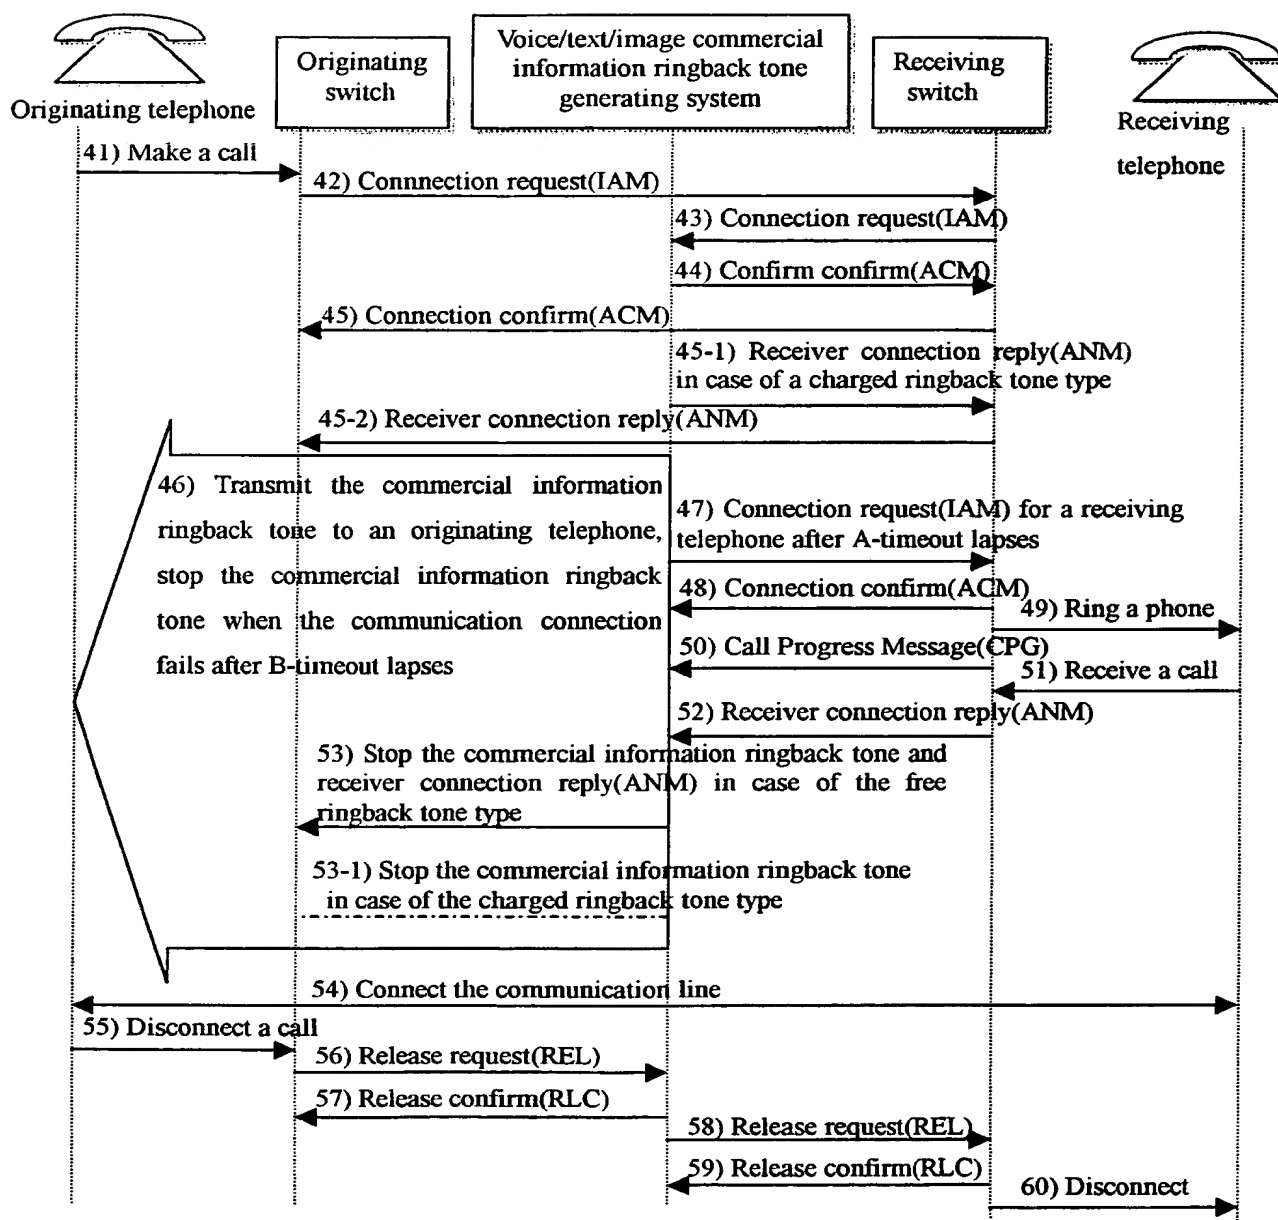 Originating telephone
Originating
switch
Voice/text/image commercial
information ringback tone
generating system
Receiving
switch
Receiving
telephone
41) Make a call
42) Connnection request(IAM)
43) Connection request(IAM)
44) Confirm confirm(ACM)
45) Connection confirm(ACM)
45-1) Receiver connection reply(ANM)
in case of a charged ringback tone type
45-2) Receiver connection reply(ANM)
46) Transmit the commercial information
ringback tone to an originating telephone,
stop the commercial information ringback
tone when the communication connection
fails after B-timeout lapses
47) Connection request(IAM) for a receiving
telephone after A-timeout lapses
48) Connection confirm(ACM)
49) Ring a phone
50) Call Progress Message(CPG)
51) Receive a call
52) Receiver connection reply(ANM)
53) Stop the commercial information ringback tone and
receiver connection reply(ANM) in case of the free
ringback tone type
53-1) Stop the commercial information ringback tone
in case of the charged ringback tone type
54) Connect the communication line
55) Disconnect a call
56) Release request(REL)
57) Release confirm(RLC)
58) Release request(REL)
59) Release confirm(RLC)
60) Disconnect